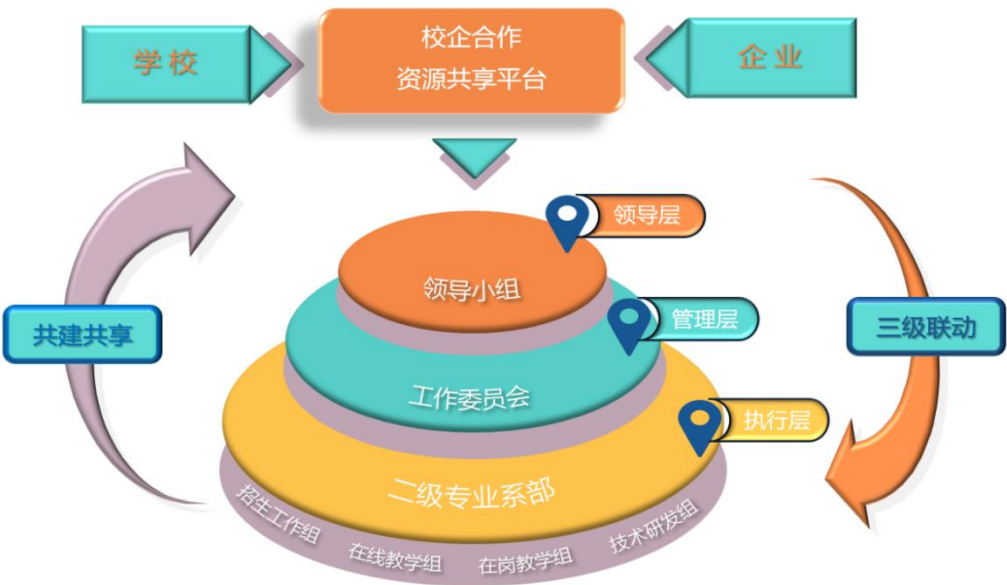 学校
校企合作
资源共享平台
企业
领导层
领导小组
管理层
共建共享
三级联动
工作委员会
执行层
二级专业系部
招生工作组
在线教学组
在岗教学组
技术研发组